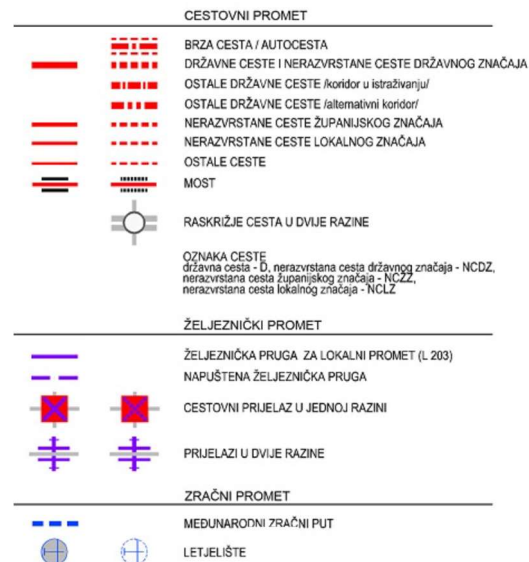 CESTOVNI PROMET
BRZA CESTA / AUTOCESTA
DRŽAVNE CESTE I NERAZVRSTANE CESTE DRŽAVNOG ZNAČAJA
OSTALE DRŽAVNE CESTE /koridor u istraživanju/
OSTALE DRŽAVNE CESTE /alternativni koridor/
NERAZVRSTANE CESTE ŽUPANIJSKOG ZNAČAJA
NERAZVRSTANE CESTE LOKALNOG ZNAČAJA
OSTALE CESTE
MOST
RASKRIŽJE CESTA U DVIJE RAZINE
OZNAKA CESTE
državna cesta - D, nerazvrstana cesta državnog značaja - NCDZ,
nerazvrstana cesta županijskog značaja - NCŽZ,
nerazvrstana cesta lokalnog značaja - NCLZ
ŽELJEZNIČKI PROMET
ŽELJEZNIČKA PRUGA ZA LOKALNI PROMET (L 203)
NAPUŠTENA ŽELJEZNIČKA PRUGA
CESTOVNI PRIJELAZ U JEDNOJ RAZINI
PRIJELAZI U DVIJE RAZINE
ZRAČNI PROMET
MEĐUNARODNI ZRAČNI PUT
LETJELIŠTE